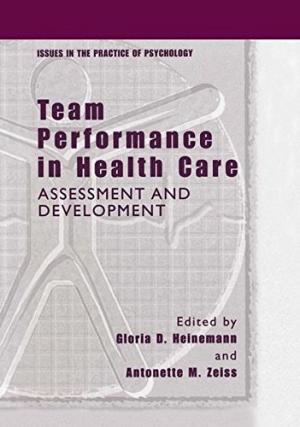 ISSUES IN THE PRACTICE OF PSYCHOLOGY
Team
Performance
in Health Care
ASSESSMENT AND
DEVELOPMENT
Edited by
Gloria D. Heinemann
and
Antonette M. Zeiss